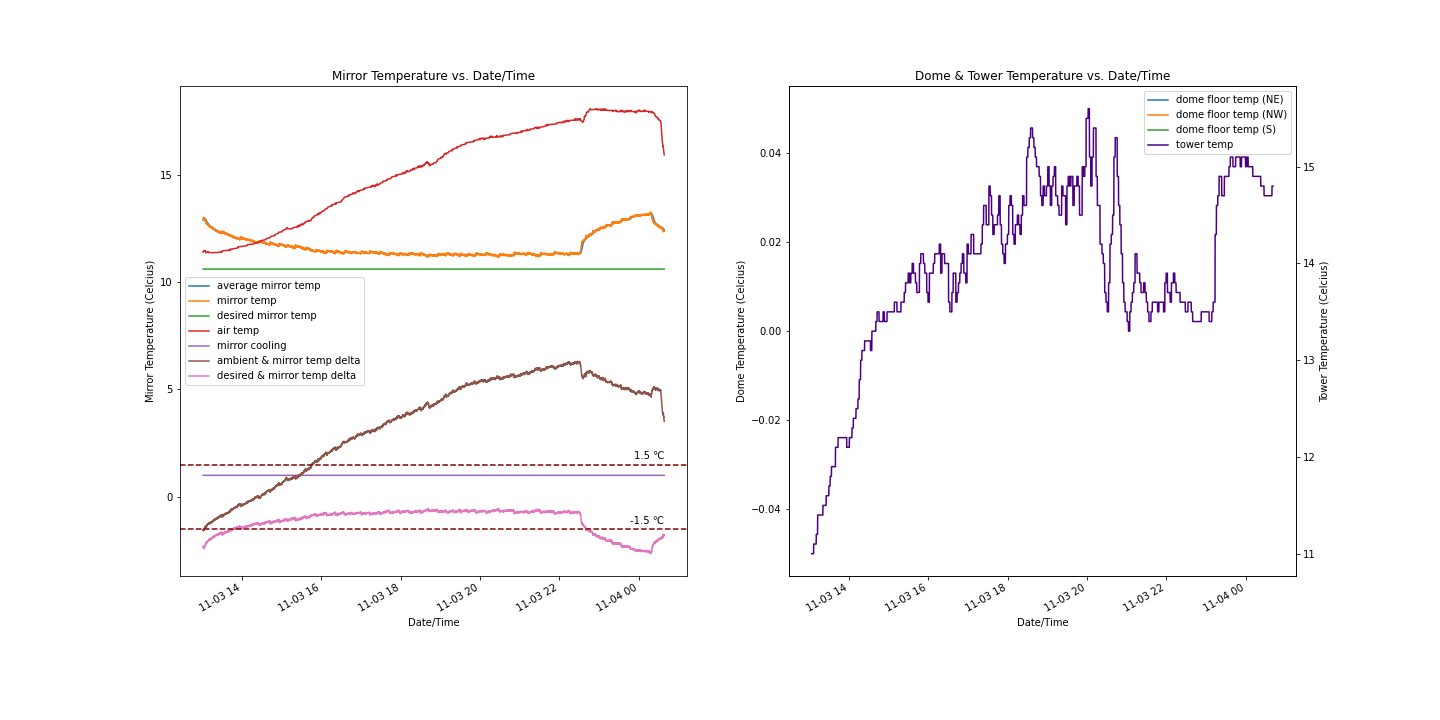 Mirror Temperature vs. Date/Time
Mirror Temperature (Celcius)
15
10
5
0
average mirror temp
mirror temp
desired mirror temp
air temp
mirror cooling
ambient & mirror temp delta
desired & mirror temp delta
1.5 °C
-1.5 °C
11-03 14
11-03 16
11-03 18
11-03 20
11-03 22
11-04 00
Date/Time
Dome & Tower Temperature vs. Date/Time
Dome Temperature (Celcius)
0.04
0.02
0.00
−0.02
−0.04
dome floor temp (NE)
dome floor temp (NW)
dome floor temp (S)
tower temp
15
14
13
12
11
Tower Temperature (Celcius)
11-03 14
11-03 16
11-03 18
11-03 20
11-03 22
11-04 00
Date/Time